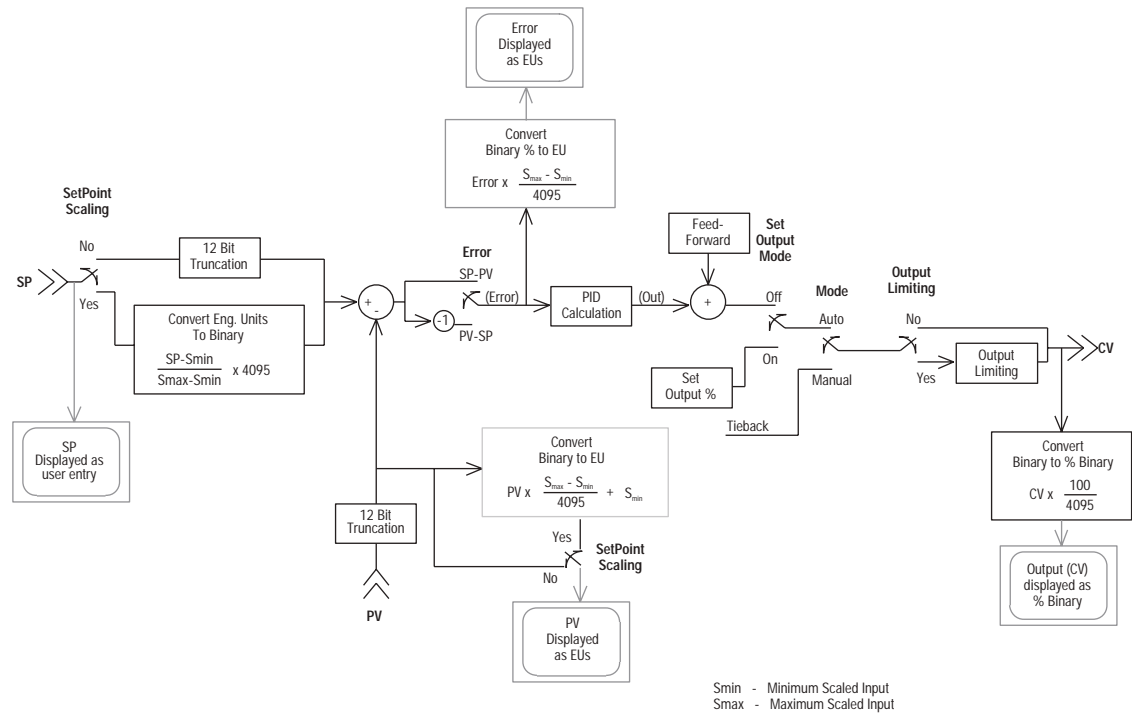 Error
Displayed
as EUs
Convert
Binary % to EU
Error x Smax - Smin
4095
SetPoint
Scaling
No
12 Bit
Truncation
SP
Yes
Convert Eng. Units
To Binary
SP-Smin
Smax-Smin
x 4095
SP
Displayed as
user entry
+
-
Error
SP-PV
(Error)
-1
PV-SP
PID
Calculation
(Out)
Feed-
Forward
+
Set
Output
Mode
Off
On
Set
Output %
Mode
Auto
Manual
Tieback
Output
Limiting
No
Yes
Output
Limiting
CV
Convert
Binary to % Binary
CV x 100
4095
Output (CV)
displayed as
% Binary
Convert
Binary to EU
PV x Smax - Smin + Smin
4095
12 Bit
Truncation
PV
Yes
No
SetPoint
Scaling
PV
Displayed
as EUs
Smin - Minimum Scaled Input
Smax - Maximum Scaled Input